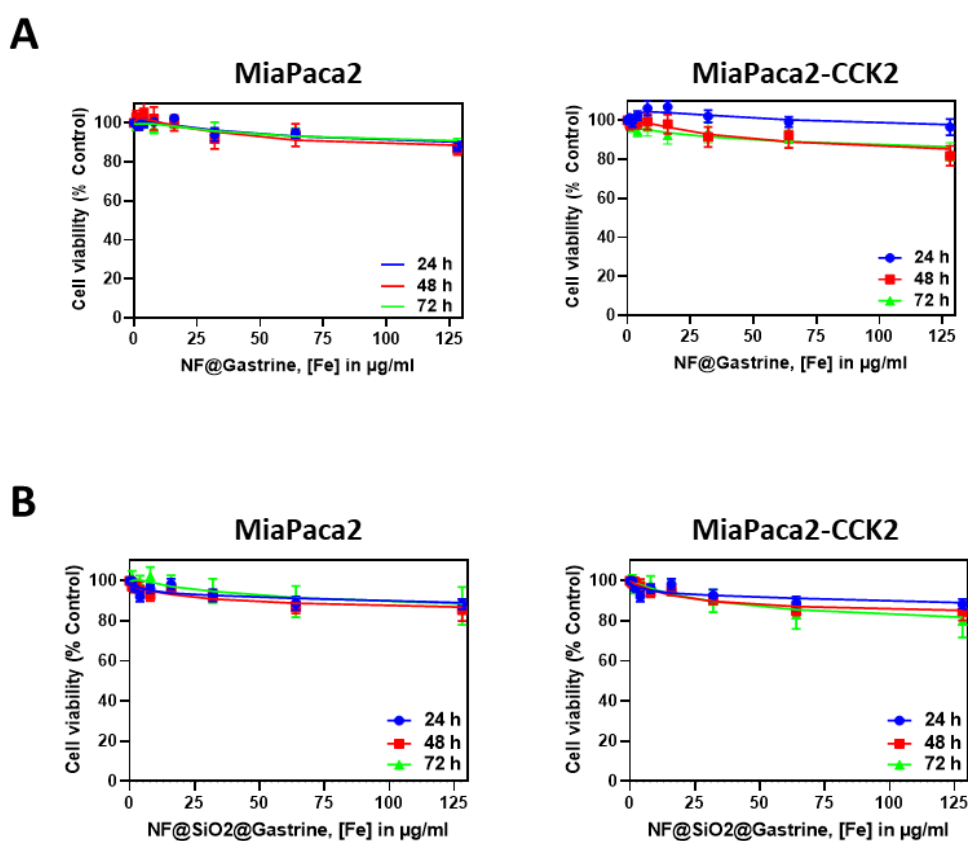 A
MiaPaca2
Cell viability (% Control)
100
80
60
40
20
0
0 25 50 75 100 125
24 h
48 h
72 h
NF@Gastrine, [Fe] in µg/ml
MiaPaca2-CCK2
Cell viability (% Control)
100
80
60
40
20
0
0 25 50 75 100 125
24 h
48 h
72 h
NF@Gastrine, [Fe] in µg/ml
B
MiaPaca2
Cell viability (% Control)
100
80
60
40
20
0
0 25 50 75 100 125
24 h
48 h
72 h
NF@SiO2@Gastrine, [Fe] in µg/ml
MiaPaca2-CCK2
Cell viability (% Control)
100
80
60
40
20
0
0 25 50 75 100 125
24 h
48 h
72 h
NF@SiO2@Gastrine, [Fe] in µg/ml